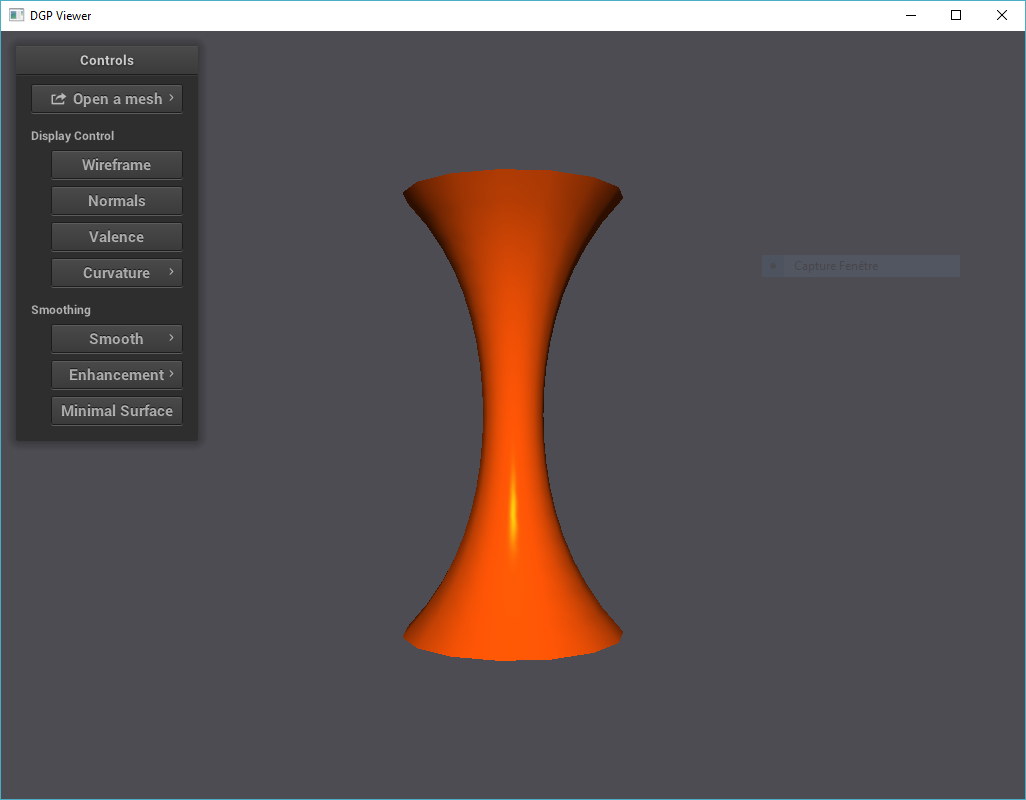 DGP Viewer
Controls
Open a mesh
Display Control
Wireframe
Normals
Valence
Curvature
Smoothing
Smooth
Enhancement
Minimal Surface
Capture Fenêtre